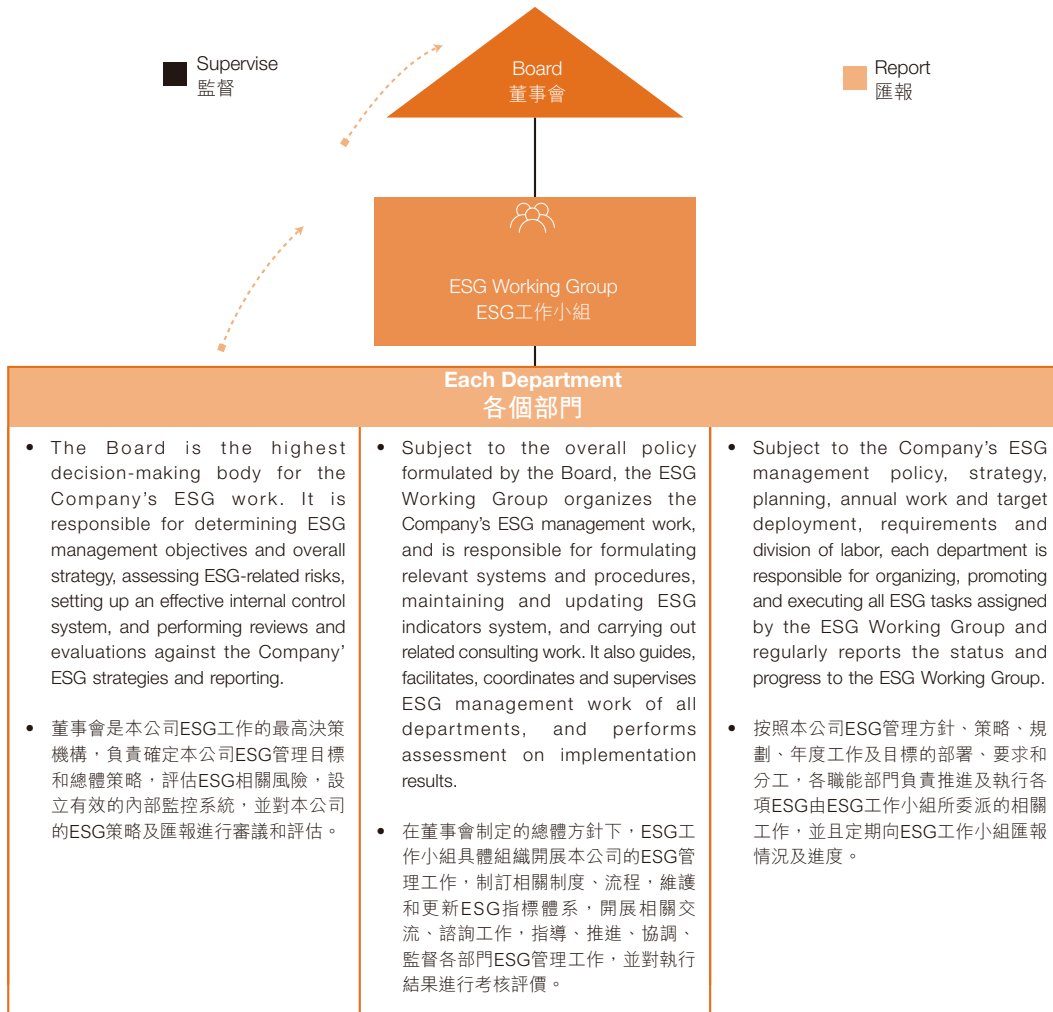 Supervise
監督
Board
董事會
Report
匯報
ESG Working Group
ESG工作小組
Each Department
各個部門
• The Board is the highest
decision-making body for the
Company's ESG work. It is
responsible for determining ESG
management objectives and overall
strategy, assessing ESG-related risks,
setting up an effective internal control
system, and performing reviews and
evaluations against the Company'
ESG strategies and reporting.
• 董事會是本公司ESG工作的最高決策
機構，負責確定本公司ESG管理目標
和總體策略，評估ESG相關風險，設
立有效的內部監控系統，並對本公司
的ESG策略及匯報進行審議和評估。
• Subject to the overall policy
formulated by the Board, the ESG
Working Group organizes the
Company's ESG management work,
and is responsible for formulating
relevant systems and procedures,
maintaining and updating ESG
indicators system, and carrying out
related consulting work. It also guides,
facilitates, coordinates and supervises
ESG management work of all
departments, and performs
assessment on implementation
results.
• 在董事會制定的總體方針下，ESG工
作小組具體組織開展本公司的ESG管
理工作，制訂相關制度、流程，維護
和更新ESG指標體系，開展相關交
流、諮詢工作，指導、推進、協調、
監督各部門ESG管理工作，並對執行
結果進行考核評價。
• Subject to the Company's ESG
management policy, strategy,
planning, annual work and target
deployment, requirements and
division of labor, each department is
responsible for organizing, promoting
and executing all ESG tasks assigned
by the ESG Working Group and
regularly reports the status and
progress to the ESG Working Group.
• 按照本公司ESG管理方針、策略、規
劃、年度工作及目標的部署、要求和
分工，各職能部門負責推進及執行各
項ESG由ESG工作小組所委派的相關
工作，並且定期向ESG工作小組匯報
情況及進度。